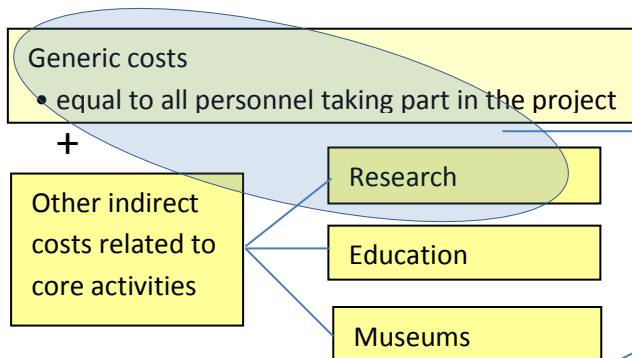 Generic costs
• equal to all personnel taking part in the project
+
Other indirect
costs related to
core activities
Research
Education
Museums